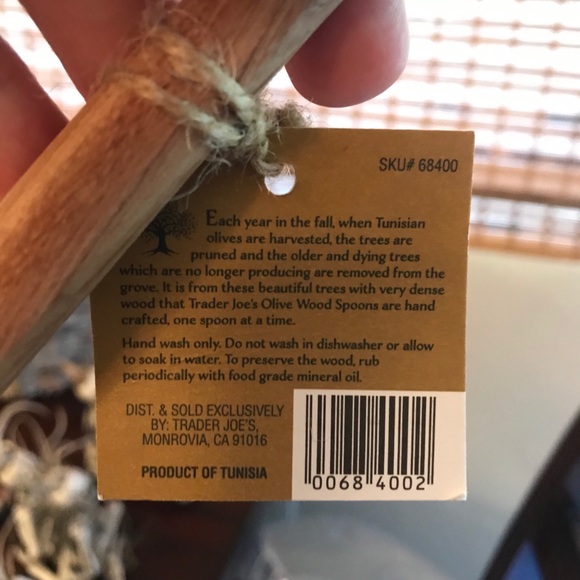 SKU# 68400
Each year in the fall, when Tunisian
olives are harvested, the trees are
pruned and the older and dying trees
which are no longer producing are removed from the
grove. It is from these beautiful trees with very dense
wood that Trader Joe's Olive Wood Spoons are hand
crafted, one spoon at a time.
Hand wash only. Do not wash in dishwasher or allow
to soak in water. To preserve the wood, rub
periodically with food grade mineral oil.
DIST. & SOLD EXCLUSIVELY
BY: TRADER JOE'S,
MONROVIA, CA 91016
PRODUCT OF TUNISIA
0068 4002